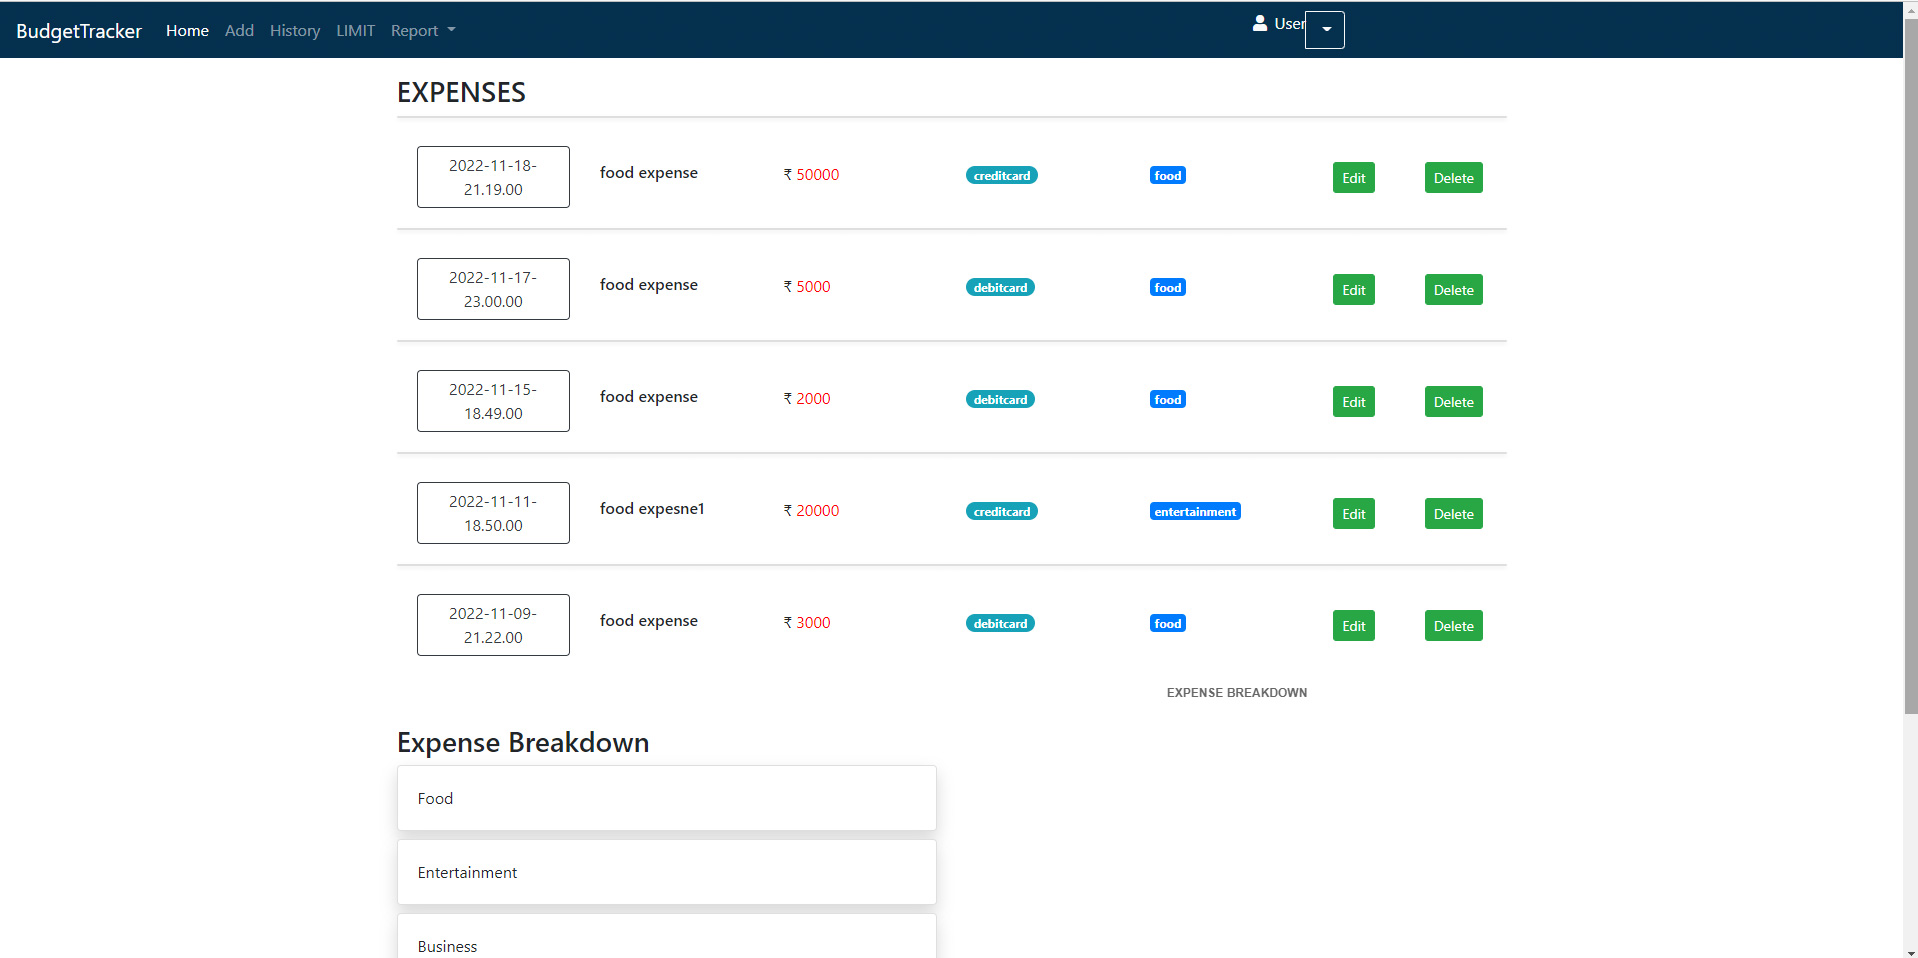 BudgetTracker Home Add History LIMIT Report User
EXPENSES
2022-11-18-
21.19.00
food expense ₹ 50000 creditcard food Edit Delete
2022-11-17-
23.00.00
food expense ₹ 5000 debitcard food Edit Delete
2022-11-15-
18.49.00
food expense ₹ 2000 debitcard food Edit Delete
2022-11-11-
18.50.00
food expesne1 ₹ 20000 creditcard entertainment Edit Delete
2022-11-09-
21.22.00
food expense ₹ 3000 debitcard food Edit Delete
EXPENSE BREAKDOWN
Expense Breakdown
Food
Entertainment
Business